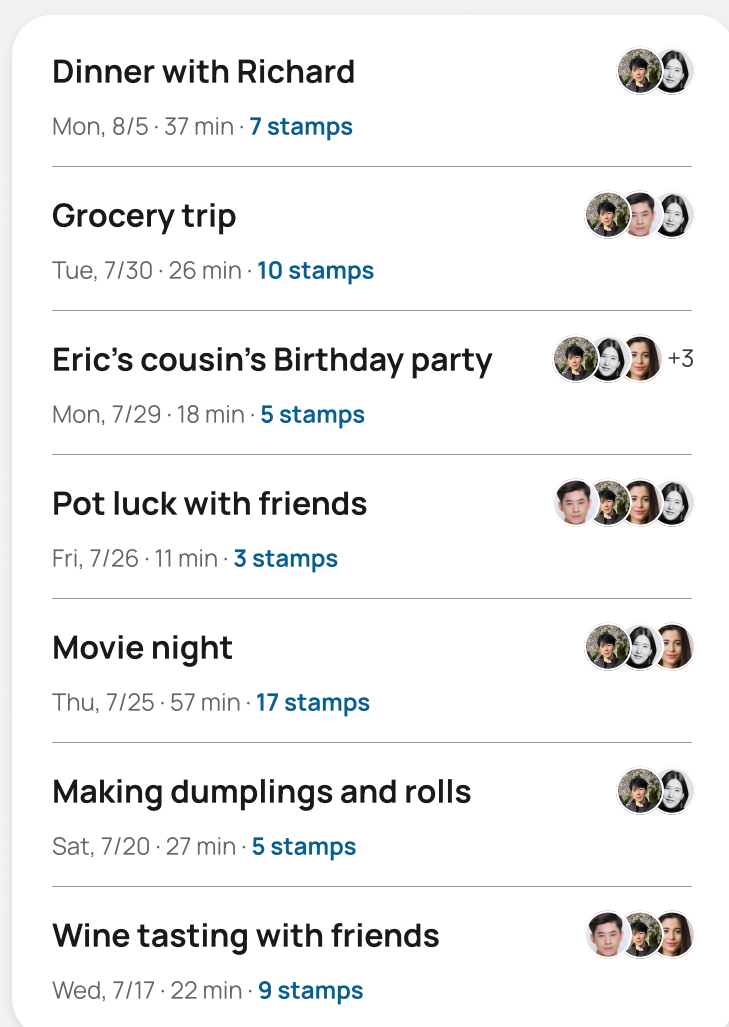 Dinner with Richard
Mon, 8/5 · 37 min · 7 stamps
Grocery trip
Tue, 7/30 · 26 min · 10 stamps
Eric’s cousin’s Birthday party
+3
Mon, 7/29 · 18 min · 5 stamps
Pot luck with friends
Fri, 7/26 · 11 min · 3 stamps
Movie night
Thu, 7/25 · 57 min · 17 stamps
Making dumplings and rolls
Sat, 7/20 · 27 min · 5 stamps
Wine tasting with friends
Wed, 7/17 · 22 min · 9 stamps